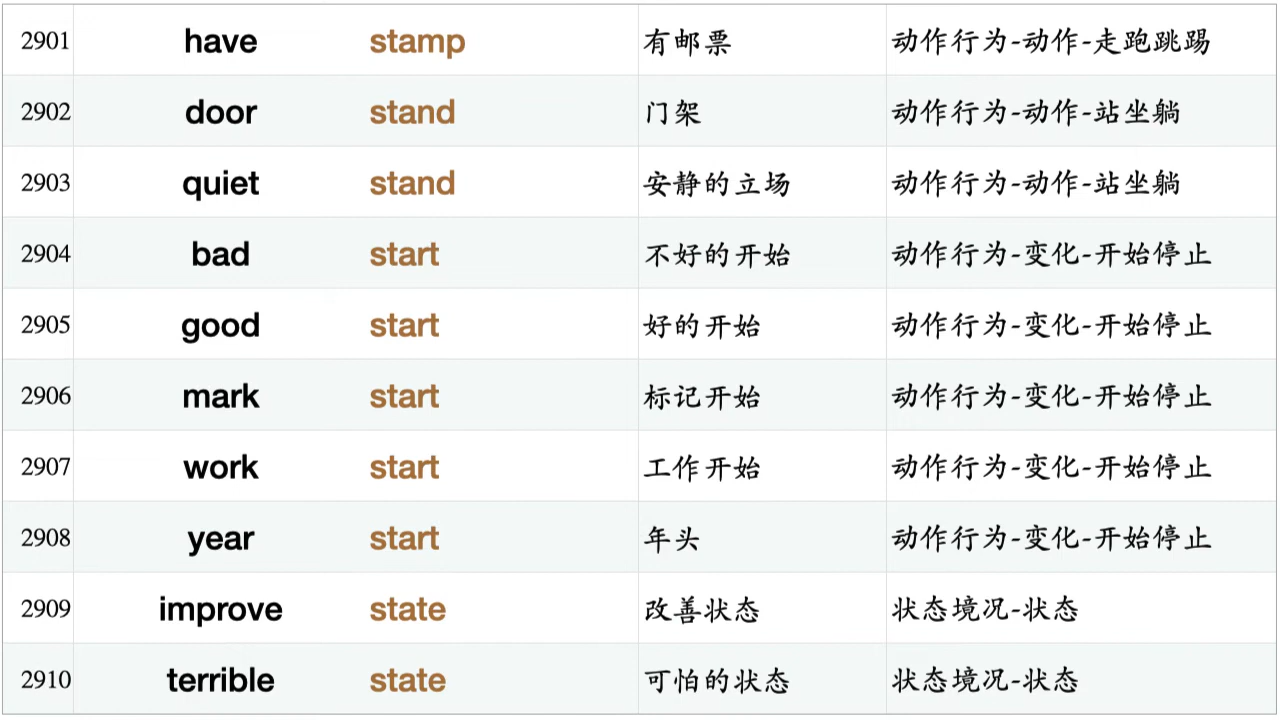 2901 have stamp 有邮票 动作行为-动作-走跑跳踢
2902 door stand 门架 动作行为-动作-站坐躺
2903 quiet stand 安静的立场 动作行为-动作-站坐躺
2904 bad start 不好的开始 动作行为-变化-开始停止
2905 good start 好的开始 动作行为-变化-开始停止
2906 mark start 标记开始 动作行为-变化-开始停止
2907 work start 工作开始 动作行为-变化-开始停止
2908 year start 年头 动作行为-变化-开始停止
2909 improve state 改善状态 状态境况-状态
2910 terrible state 可怕的状态 状态境况-状态